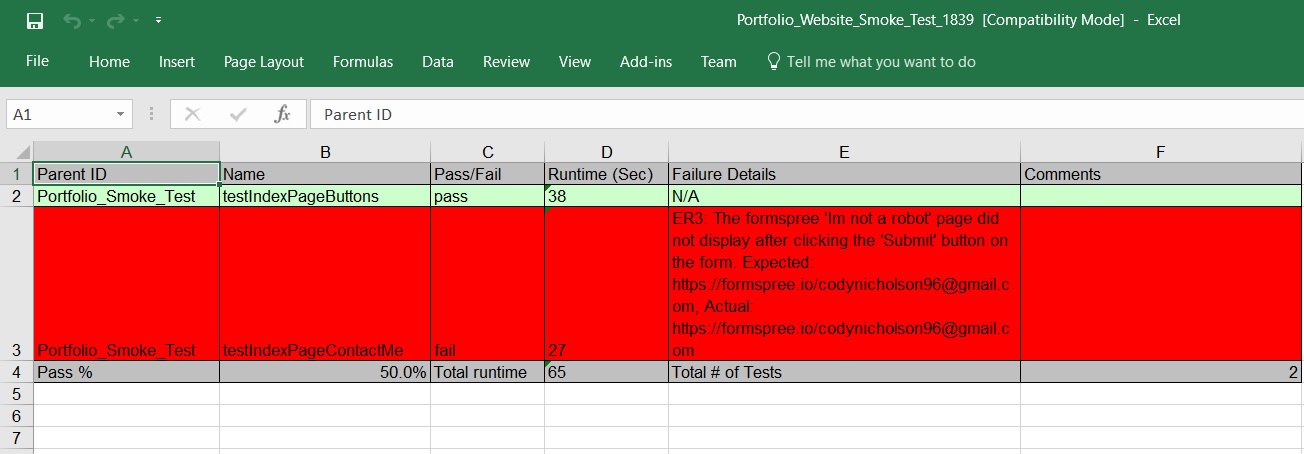 Portfolio_Website_Smoke_Test_1839 [Compatibility Mode] - Excel
File Home Insert Page Layout Formulas Data Review View Add-ins Team Tell me what you want to do
A1 fx Parent ID
A B C D E F
1 Parent ID Name Pass/Fail Runtime (Sec) Failure Details Comments
2 Portfolio_Smoke_Test testIndexPageButtons pass 38 N/A
ER3: The formspree 'Im not a robot' page did
not display after clicking the 'Submit' button on
the form. Expected:
https://formspree.io/codynicholson96@gmail.c
om, Actual:
https://formspree.io/codynicholson96@gmail.c
3 Portfolio_Smoke_Test testIndexPageContactMe fail 27 om
4 Pass % 50.0% Total runtime 65 Total # of Tests 2
5
6
7